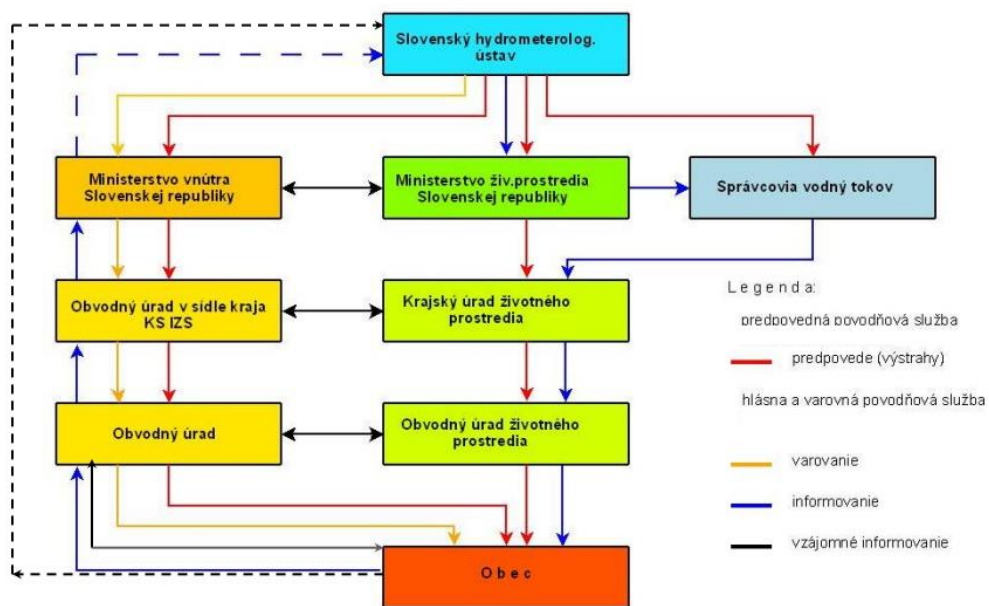 Slovenský hydrometerolog.
ústav
Ministerstvo vnútra
Slovenskej republiky
Ministerstvo živ.prostredia
Slovenskej republiky
Správcovia vodný tokov
Obvodný úrad v sídle kraja
KS IZS
Krajský úrad životného
prostredia
Obvodný úrad
Obvodný úrad životného
prostredia
O b e c
L e g e n d a:
predpovedná povodňová služba
predpovede (výstrahy)
hlásna a varovná povodňová služba
varovanie
informovanie
vzájomné informovanie